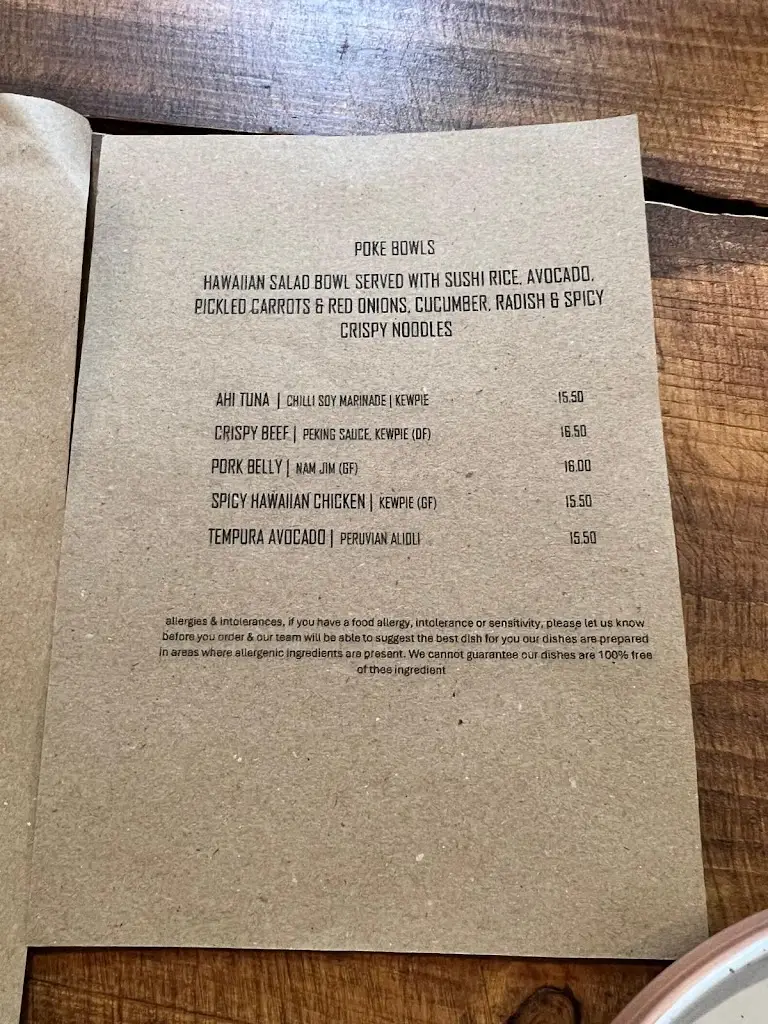 POKE BOWLS
HAWAIIAN SALAD BOWL SERVED WITH SUSHI RICE, AVOCADO,
PICKLED CARROTS & RED ONIONS, CUCUMBER, RADISH & SPICY
CRISPY NOODLES
AHI TUNA | CHILLI SOY MARINADE | KEWPIE 15.50
CRISPY BEEF | PEKING SAUCE, KEWPIE (DF) 16.50
PORK BELLY | NAM JIM (GF) 16.00
SPICY HAWAIIAN CHICKEN | KEWPIE (GF) 15.50
TEMPURA AVOCADO | PERUVIAN ALIOLI 15.50
allergies & intolerances, if you have a food allergy, intolerance or sensitivity, please let us know
before you order & our team will be able to suggest the best dish for you our dishes are prepared
in areas where allergenic ingredients are present. We cannot guarantee our dishes are 100% free
of thee ingredient